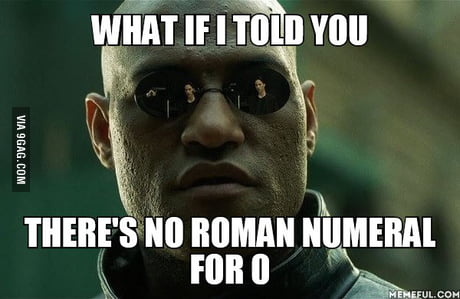 WHAT IF I TOLD YOU
VIA 9GAG.COM
THERE'S NO ROMAN NUMERAL
FOR 0
MEMEFUL.COM